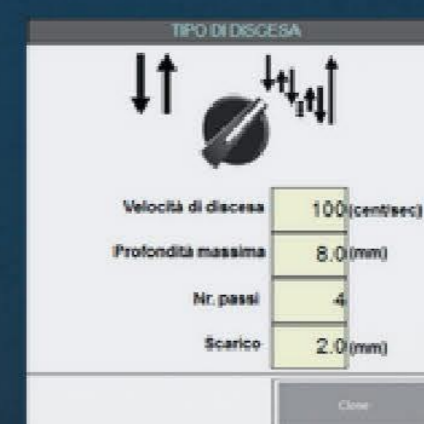 TIPO DI DISCESA
Velocità di discesa 100 (cent/sec)
Profondità massima 8.0 (mm)
Nr. passi 4
Scarico 2.0 (mm)
Close